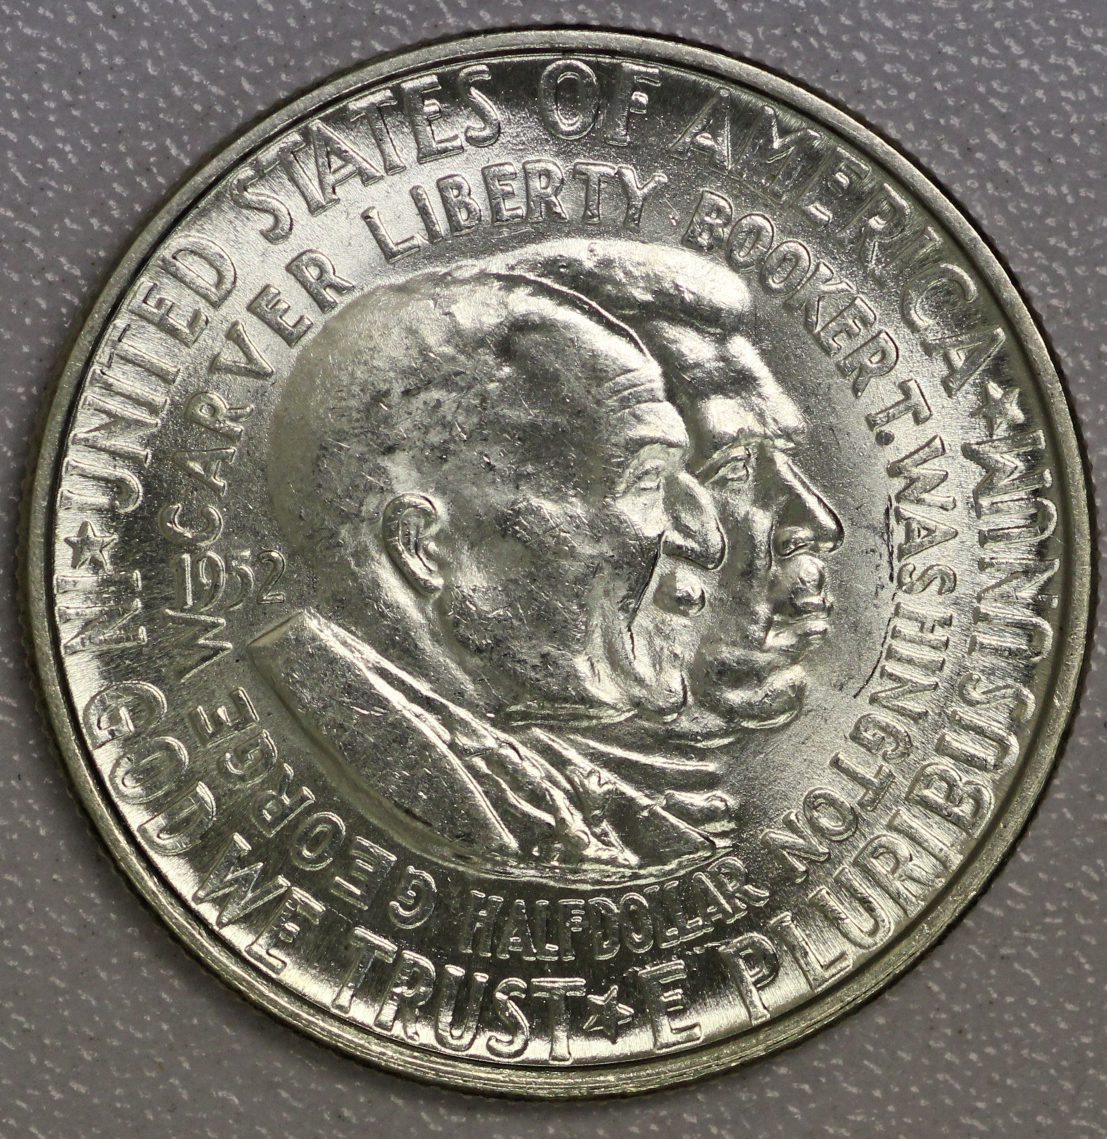 UNITED STATES OF AMERICA
★ E PLURIBUS UNUM ★
★ IN GOD WE TRUST
LIBERTY
BOOKER T. WASHINGTON
GEORGE W CARVER
1952
HALF DOLLAR